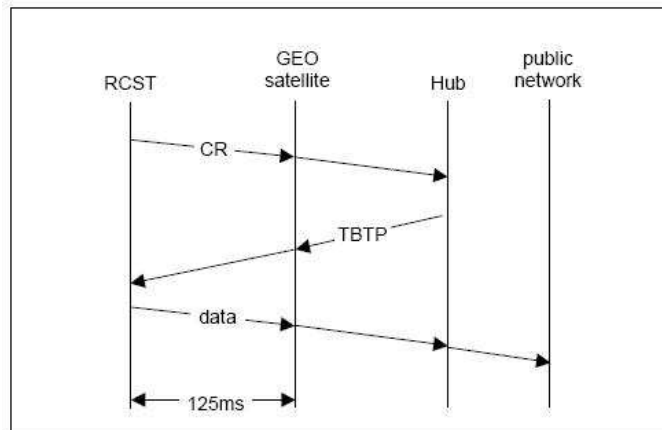 RCST
GEO
satellite
Hub
public
network
CR
TBTP
data
125ms